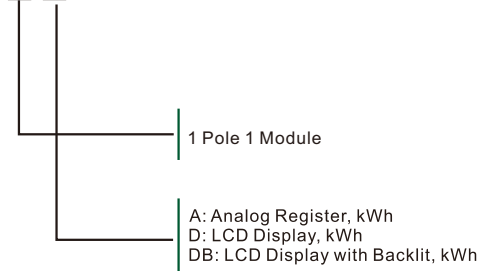 1 Pole 1 Module
A: Analog Register, kWh
D: LCD Display, kWh
DB: LCD Display with Backlit, kWh